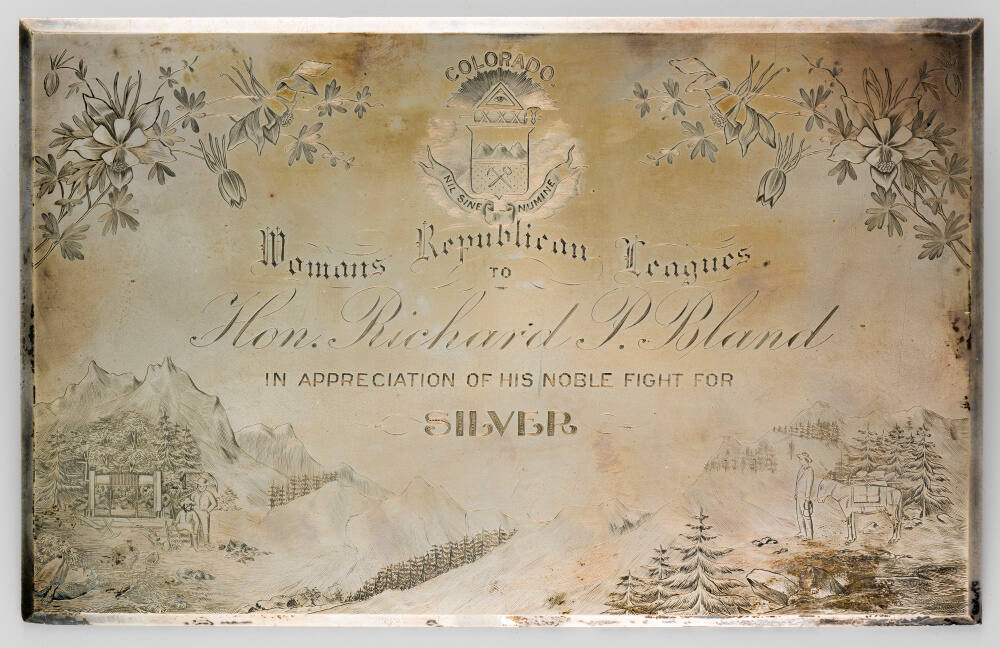 COLORADO
NIL SINE NUMINE
Womans Republican Leagues
TO
Hon. Richard P. Bland
IN APPRECIATION OF HIS NOBLE FIGHT FOR
SILVER